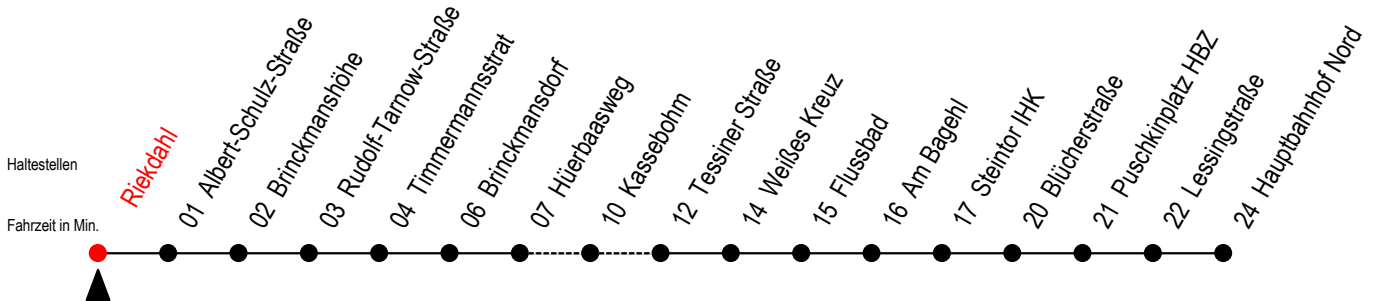 Haltestellen
Fahrzeit in Min.
Riekdahl
01 Albert-Schulz-Straße
02 Brinckmanshöhe
03 Rudolf-Tarnow-Straße
04 Timmermannsstrat
06 Brinckmansdorf
07 Hüerbaasweg
10 Kassebohm
12 Tessiner Straße
14 Weißes Kreuz
15 Flussbad
16 Am Bagehl
17 Steintor IHK
20 Blücherstraße
21 Puschkinplatz HBZ
22 Lessingstraße
24 Hauptbahnhof Nord